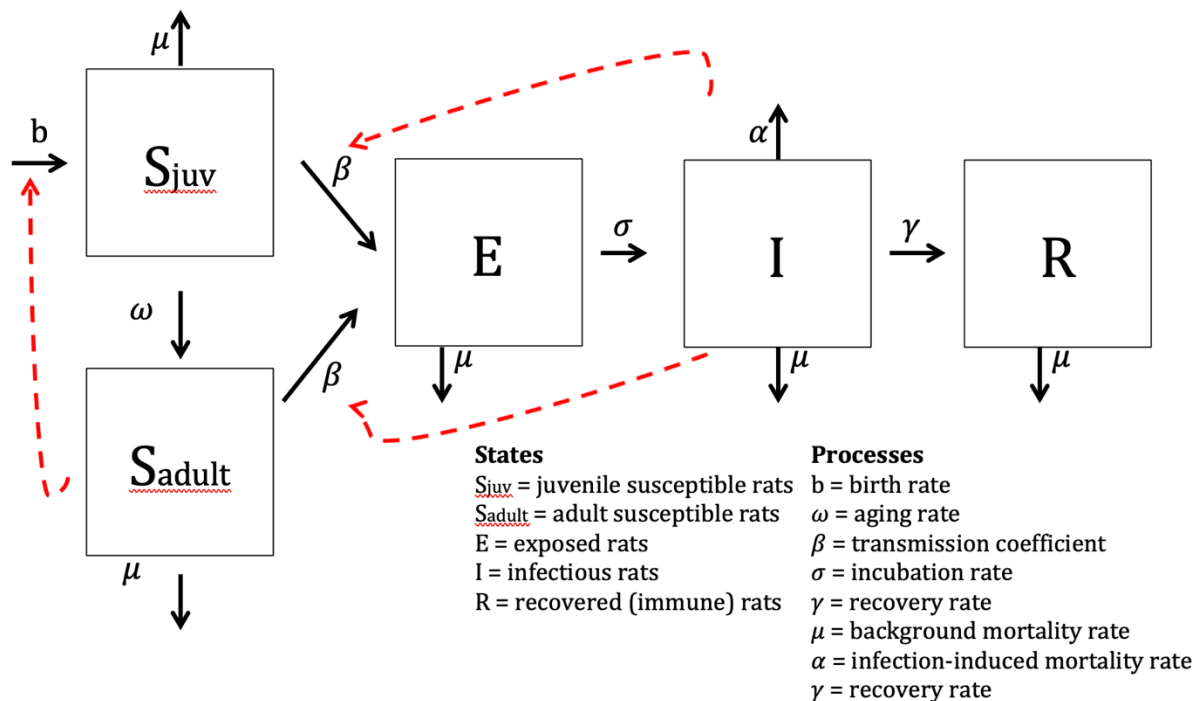 μ
b
Sjuv
β
α
E
σ
I
γ
R
ω
β
μ
μ
μ
Sadult
μ
States
Sjuv = juvenile susceptible rats
Sadult = adult susceptible rats
E = exposed rats
I = infectious rats
R = recovered (immune) rats
Processes
b = birth rate
ω = aging rate
β = transmission coefficient
σ = incubation rate
γ = recovery rate
μ = background mortality rate
α = infection-induced mortality rate
γ = recovery rate